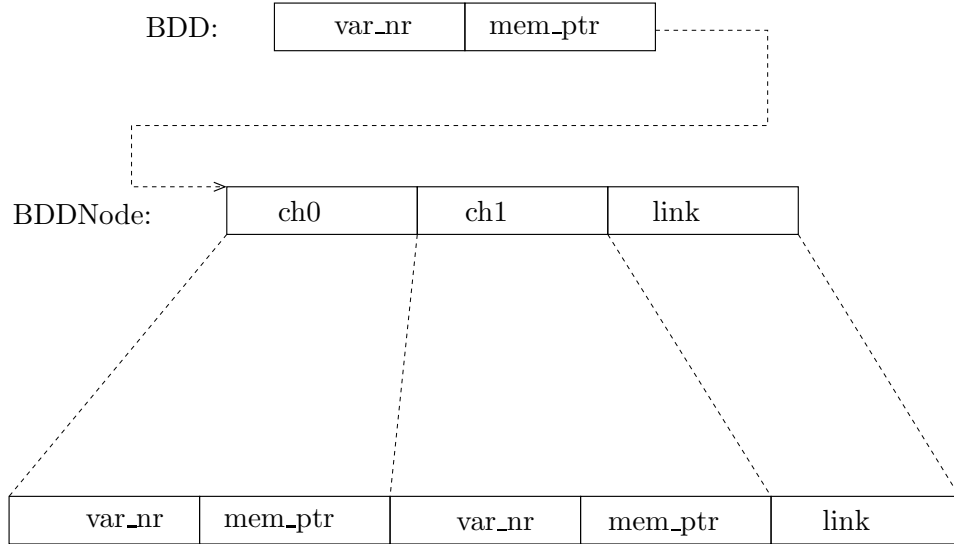 BDD: var_nr mem_ptr
BDDNode: ch0 ch1 link
var_nr mem_ptr var_nr mem_ptr link